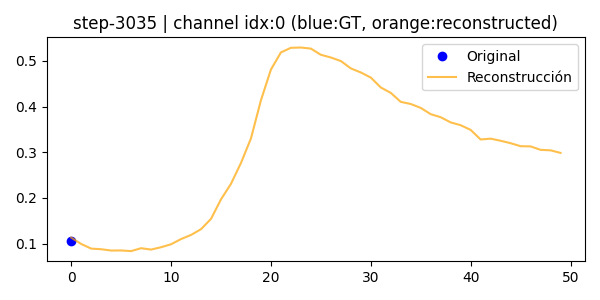 step-3035 | channel idx:0 (blue:GT, orange:reconstructed)
Original
Reconstrucción
0.5
0.4
0.3
0.2
0.1
0 10 20 30 40 50